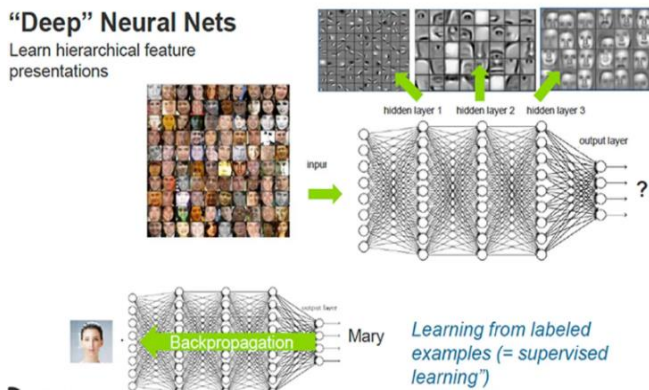 “Deep” Neural Nets
Learn hierarchical feature
presentations
hidden layer 1 hidden layer 2 hidden layer 3
input
output layer
?
output layer
Backpropagation
Mary
Learning from labeled
examples (= supervised
learning”)